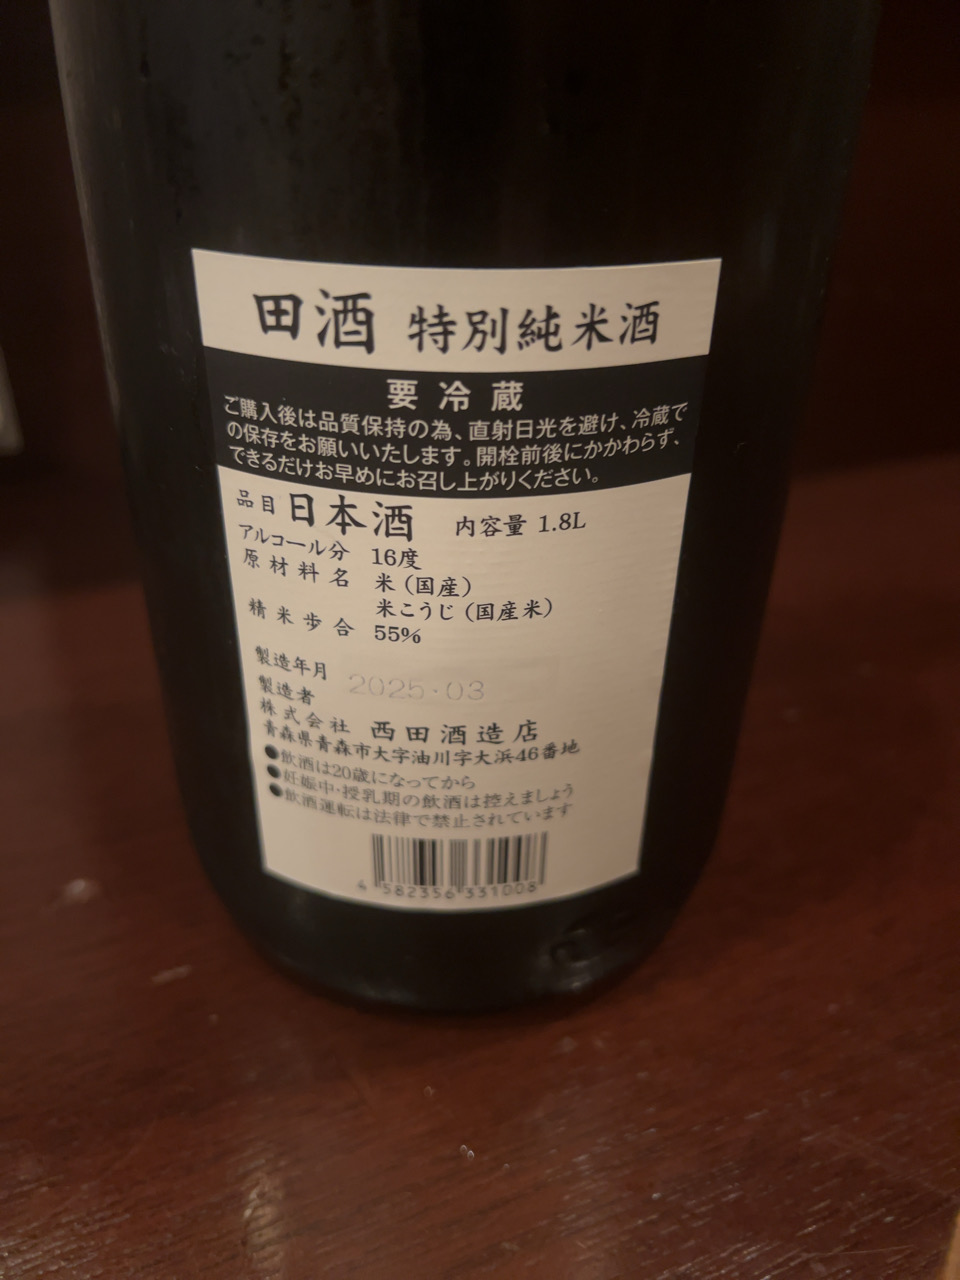 田酒 特別純米酒
要冷蔵
ご購入後は品質保持の為、直射日光を避け、冷蔵で
の保存をお願いいたします。開栓前後にかかわらず、
できるだけお早めにお召し上がりください。
品目 日本酒 内容量 1.8L
アルコール分 16度
原材料名 米（国産）
米こうじ（国産米）
精米歩合 55%
製造年月 2025・03
製造者
株式会社 西田酒造店
青森県青森市大字油川字大浜46番地
●飲酒は20歳になってから
●妊娠中・授乳期の飲酒は控えましょう
●飲酒運転は法律で禁止されています
4 582356 331008